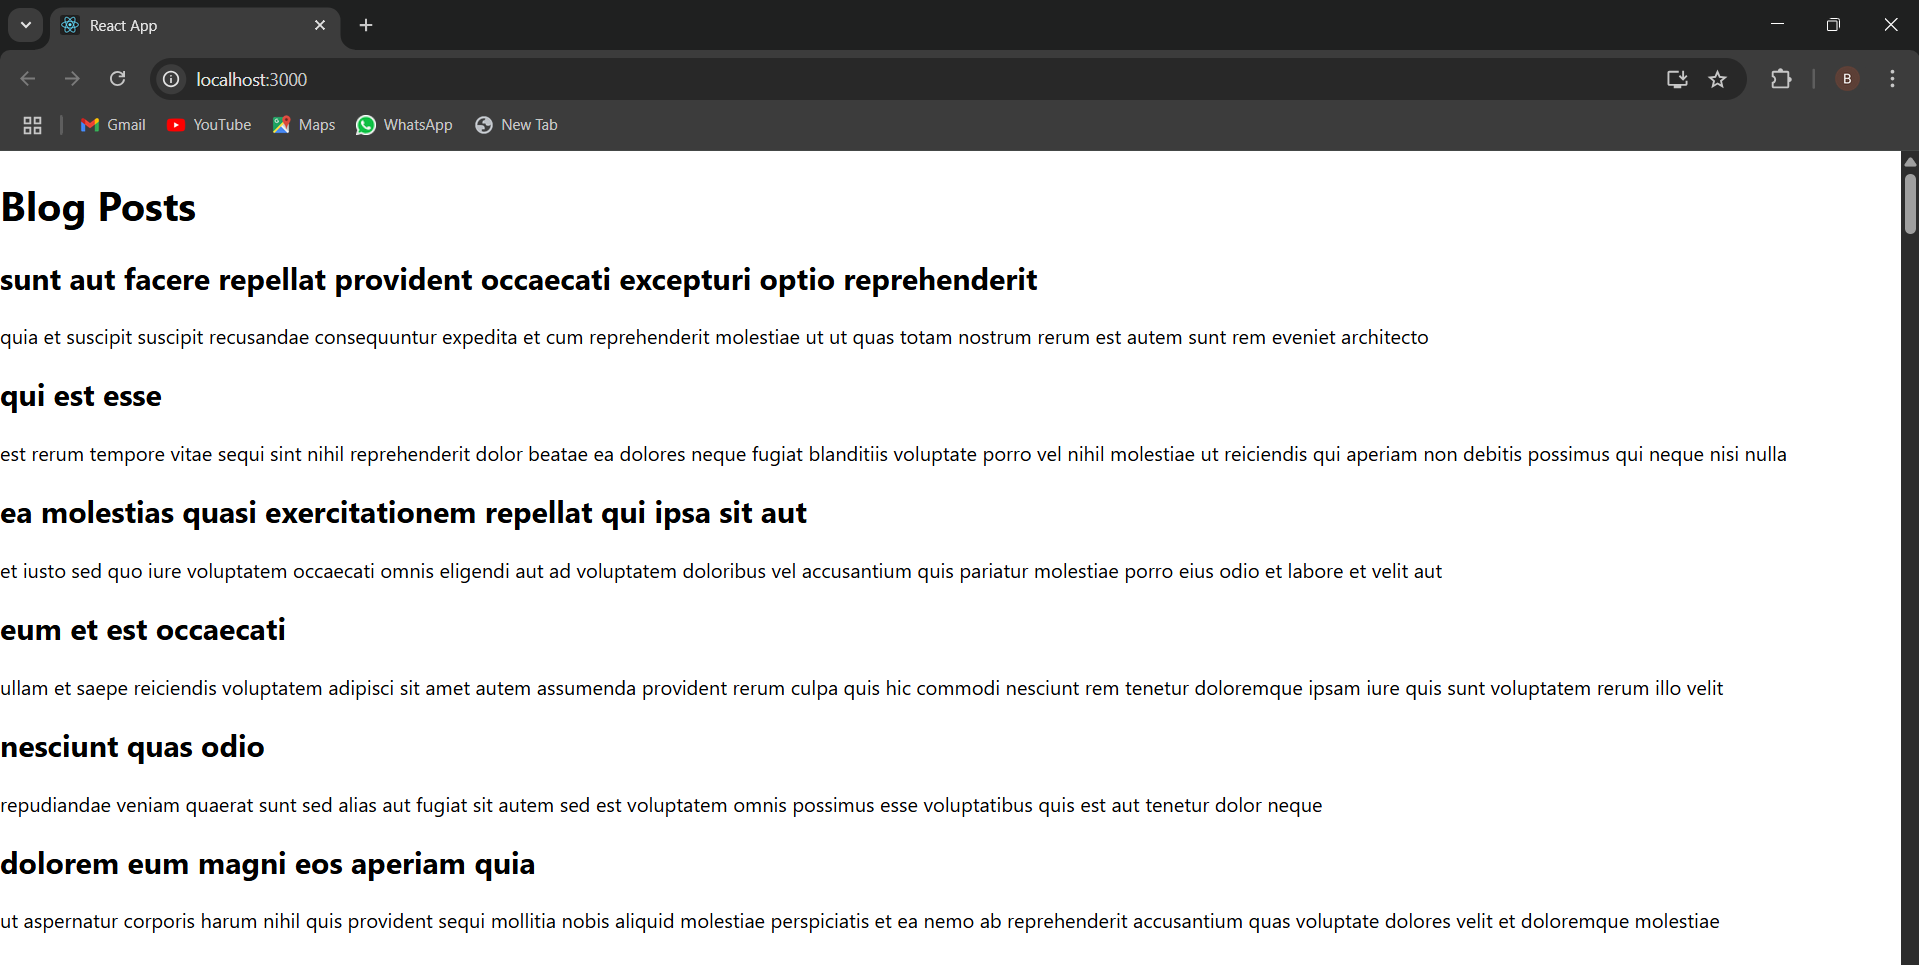 React App
localhost:3000
B
Gmail YouTube Maps WhatsApp New Tab
Blog Posts
sunt aut facere repellat provident occaecati excepturi optio reprehenderit
quia et suscipit suscipit recusandae consequuntur expedita et cum reprehenderit molestiae ut ut quas totam nostrum rerum est autem sunt rem eveniet architecto
qui est esse
est rerum tempore vitae sequi sint nihil reprehenderit dolor beatae ea dolores neque fugiat blanditiis voluptate porro vel nihil molestiae ut reiciendis qui aperiam non debitis possimus qui neque nisi nulla
ea molestias quasi exercitationem repellat qui ipsa sit aut
et iusto sed quo iure voluptatem occaecati omnis eligendi aut ad voluptatem doloribus vel accusantium quis pariatur molestiae porro eius odio et labore et velit aut
eum et est occaecati
ullam et saepe reiciendis voluptatem adipisci sit amet autem assumenda provident rerum culpa quis hic commodi nesciunt rem tenetur doloremque ipsam iure quis sunt voluptatem rerum illo velit
nesciunt quas odio
repudiandae veniam quaerat sunt sed alias aut fugiat sit autem sed est voluptatem omnis possimus esse voluptatibus quis est aut tenetur dolor neque
dolorem eum magni eos aperiam quia
ut aspernatur corporis harum nihil quis provident sequi mollitia nobis aliquid molestiae perspiciatis et ea nemo ab reprehenderit accusantium quas voluptate dolores velit et doloremque molestiae